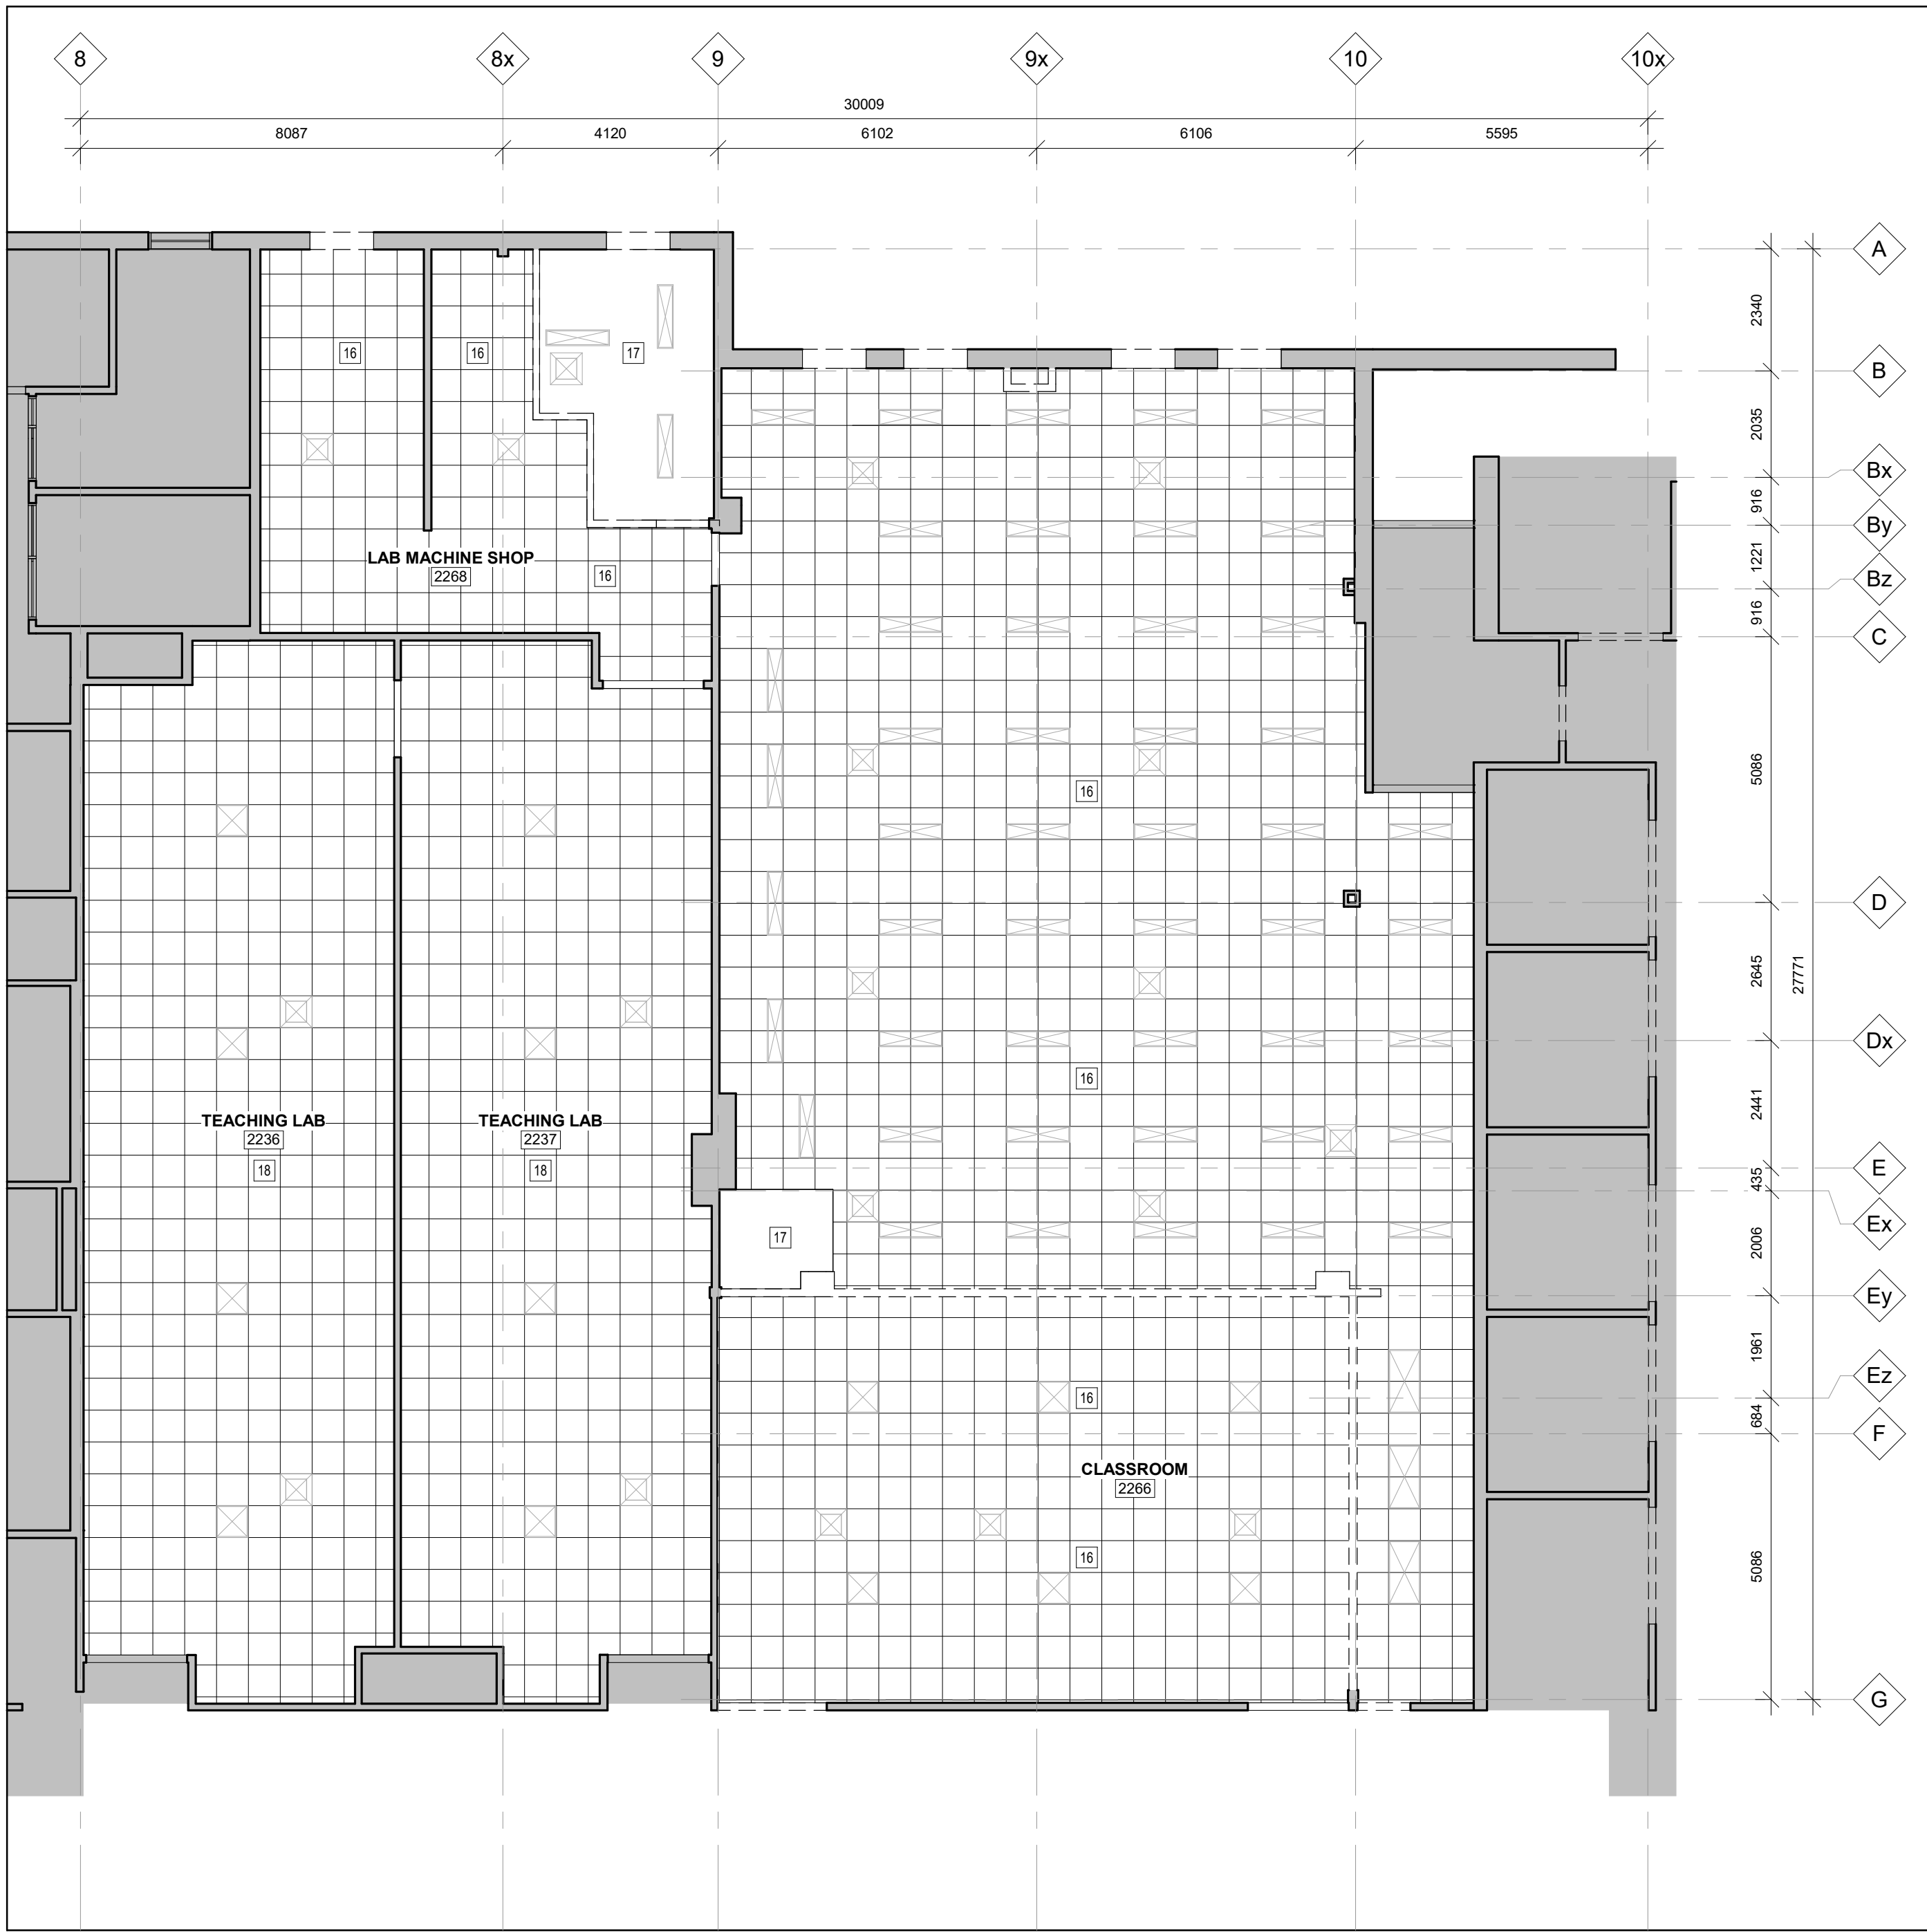 8 8x 9 9x 10 10x
30009
8087 4120 6102 6106 5595
A
2340
16 16 17
B
2035
Bx
916
By
LAB MACHINE SHOP
2268 16
1221
Bz
916
C
16
5086
D
2645
27771
Dx
16
2441
TEACHING LAB TEACHING LAB
2236 2237
18 18
E
435
Ex
17
2006
Ey
1961
Ez
16
684
F
CLASSROOM
2266
16
5086
G